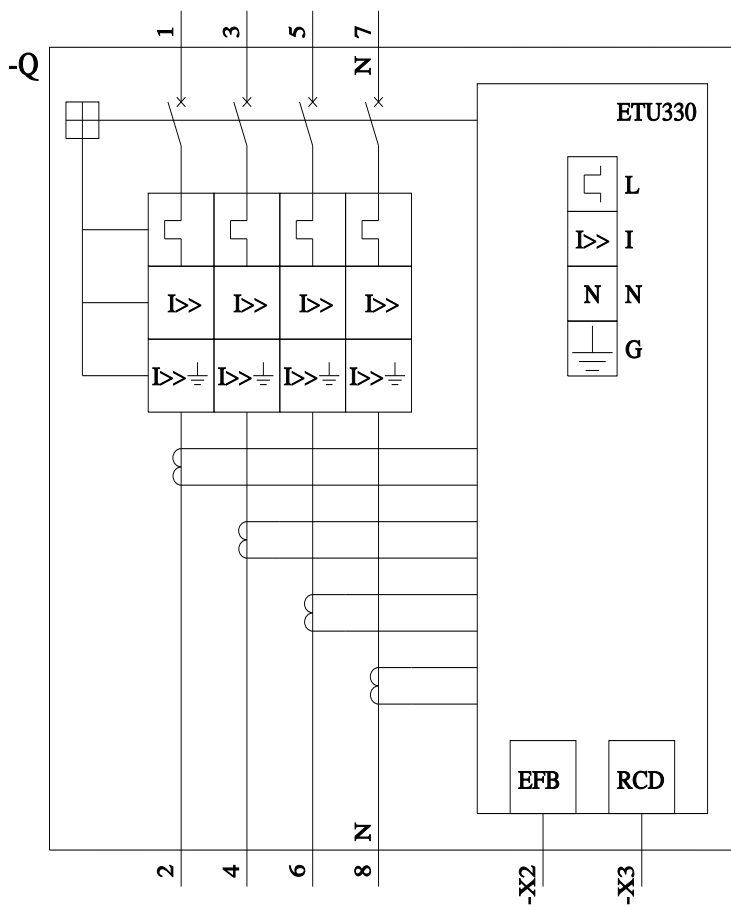 1 3 5 7
N
-Q
ETU330
L
I>> I
N N
G
I>> I>> I>> I>>
I>> I>> I>> I>>
EFB RCD
N
2 4 6 8
-X2 -X3